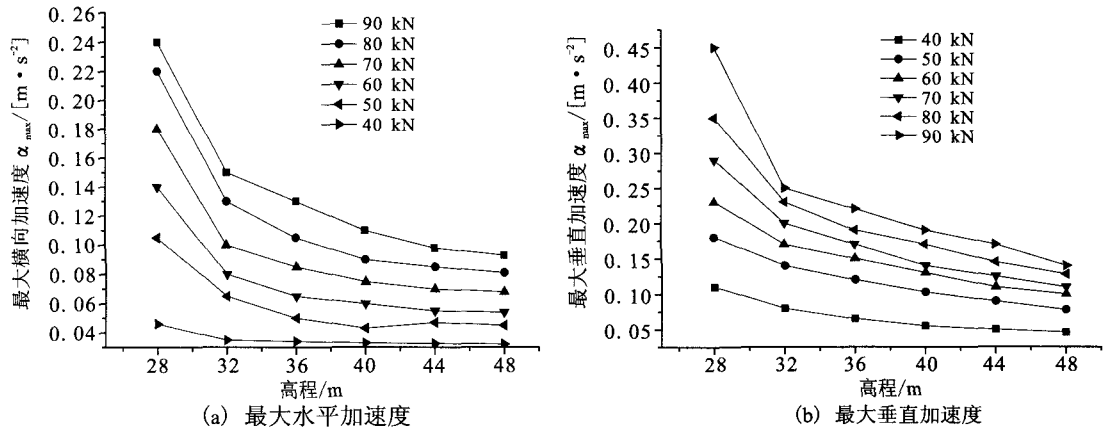 0. 26
0. 24
0. 22
0. 20
0. 18
0. 16
0. 14
0. 12
0. 10
0. 08
0. 06
0. 04
最大横向加速度 α max/[m·s⁻²]
90 kN
80 kN
70 kN
60 kN
50 kN
40 kN
28 32 36 40 44 48
高程/m
(a) 最大水平加速度
0. 45
0. 40
0. 35
0. 30
0. 25
0. 20
0. 15
0. 10
0. 05
最大垂直加速度 α max/[m·s⁻²]
40 kN
50 kN
60 kN
70 kN
80 kN
90 kN
28 32 36 40 44 48
高程/m
(b) 最大垂直加速度